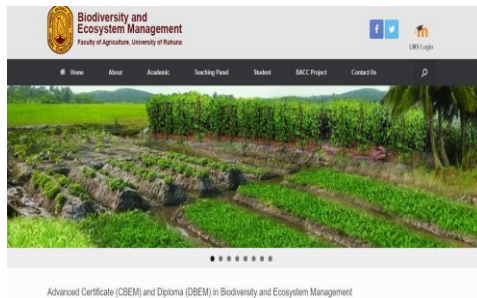 Biodiversity and
Ecosystem Management
Faculty of Agriculture, University of Ruhuna
LMS Login
Home About Academic Teaching Panel Student BACC Project Contact Us
Advanced Certificate (CBEM) and Diploma (DBEM) in Biodiversity and Ecosystem Management